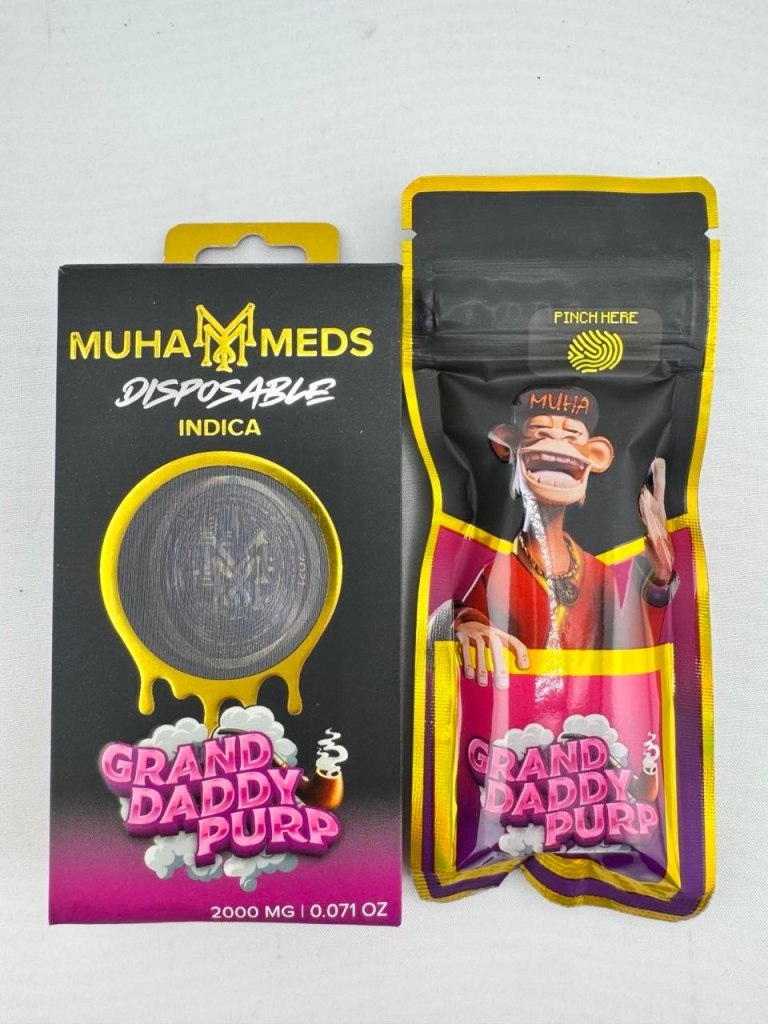 MUHA MEDS
DISPOSABLE
INDICA
GRAND
DADDY
PURP
2000 MG | 0.071 OZ
PINCH HERE
MUHA
GRAND
DADDY
PURP